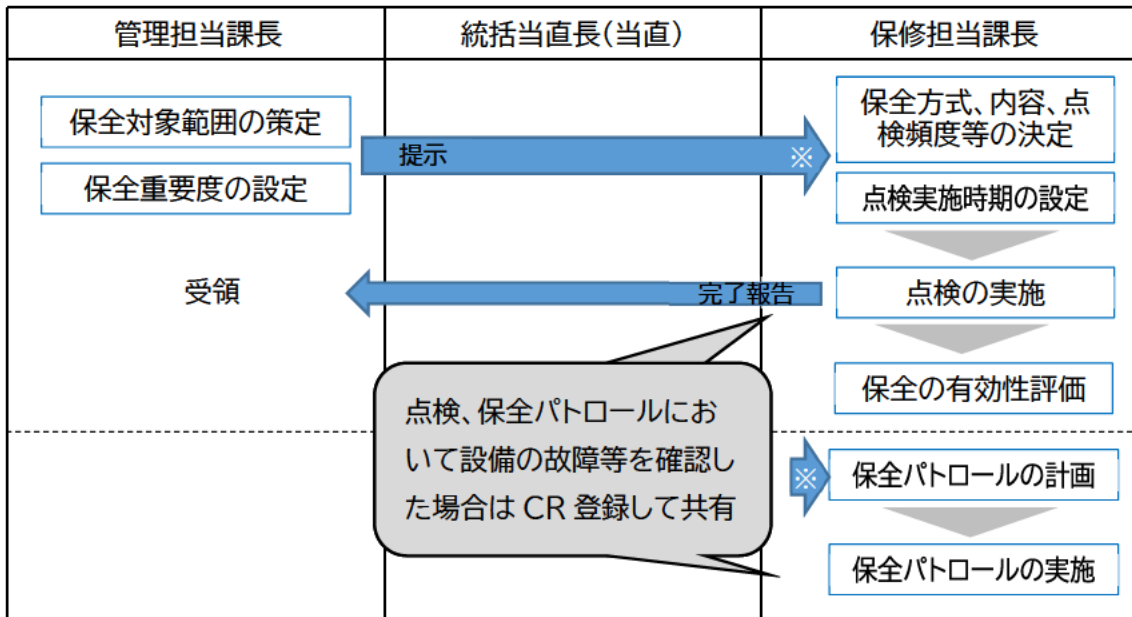 管理担当課長
統括当直長(当直)
保修担当課長
保全対象範囲の策定
保全重要度の設定
提示
※
保全方式、内容、点
検頻度等の決定
点検実施時期の設定
受領
完了報告
点検の実施
保全の有効性評価
点検、保全パトロールにお
いて設備の故障等を確認し
た場合は CR 登録して共有
※
保全パトロールの計画
保全パトロールの実施